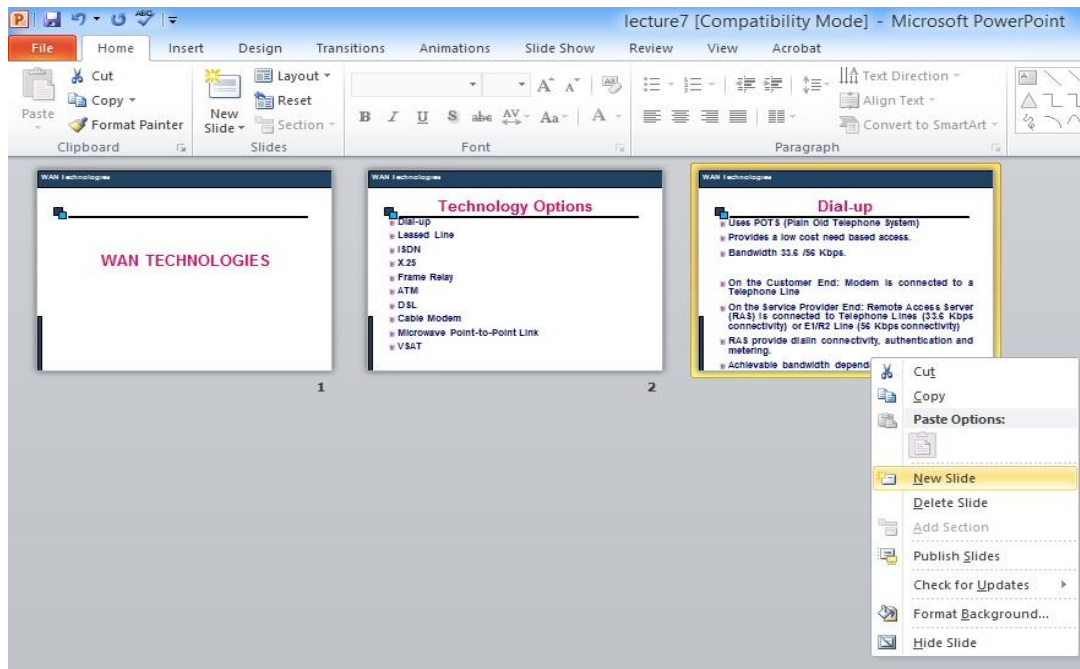 lecture7 [Compatibility Mode] - Microsoft PowerPoint
File Home Insert Design Transitions Animations Slide Show Review View Acrobat
Paste
Cut
Copy
Format Painter
Clipboard
New Slide
Layout
Reset
Section
Slides
B I U S abc AV Aa A
Font
Text Direction
Align Text
Convert to SmartArt
Paragraph
WAN Technologies
WAN TECHNOLOGIES
1
WAN Technologies
Technology Options
Dial-up
Leased Line
ISDN
X.25
Frame Relay
ATM
DSL
Cable Modem
Microwave Point-to-Point Link
VSAT
2
WAN Technologies
Dial-up
Uses POTS (Plain Old Telephone System)
Provides a low cost need based access.
Bandwidth 33.6 /56 Kbps.
On the Customer End: Modem is connected to a
Telephone Line
On the Service Provider End: Remote Access Server
(RAS) is connected to Telephone Lines (33.6 Kbps
connectivity) or E1/R2 Line (56 Kbps connectivity)
RAS provide dialin connectivity, authentication and
metering.
Achievable bandwidth depend
Cut
Copy
Paste Options:
New Slide
Delete Slide
Add Section
Publish Slides
Check for Updates
Format Background...
Hide Slide